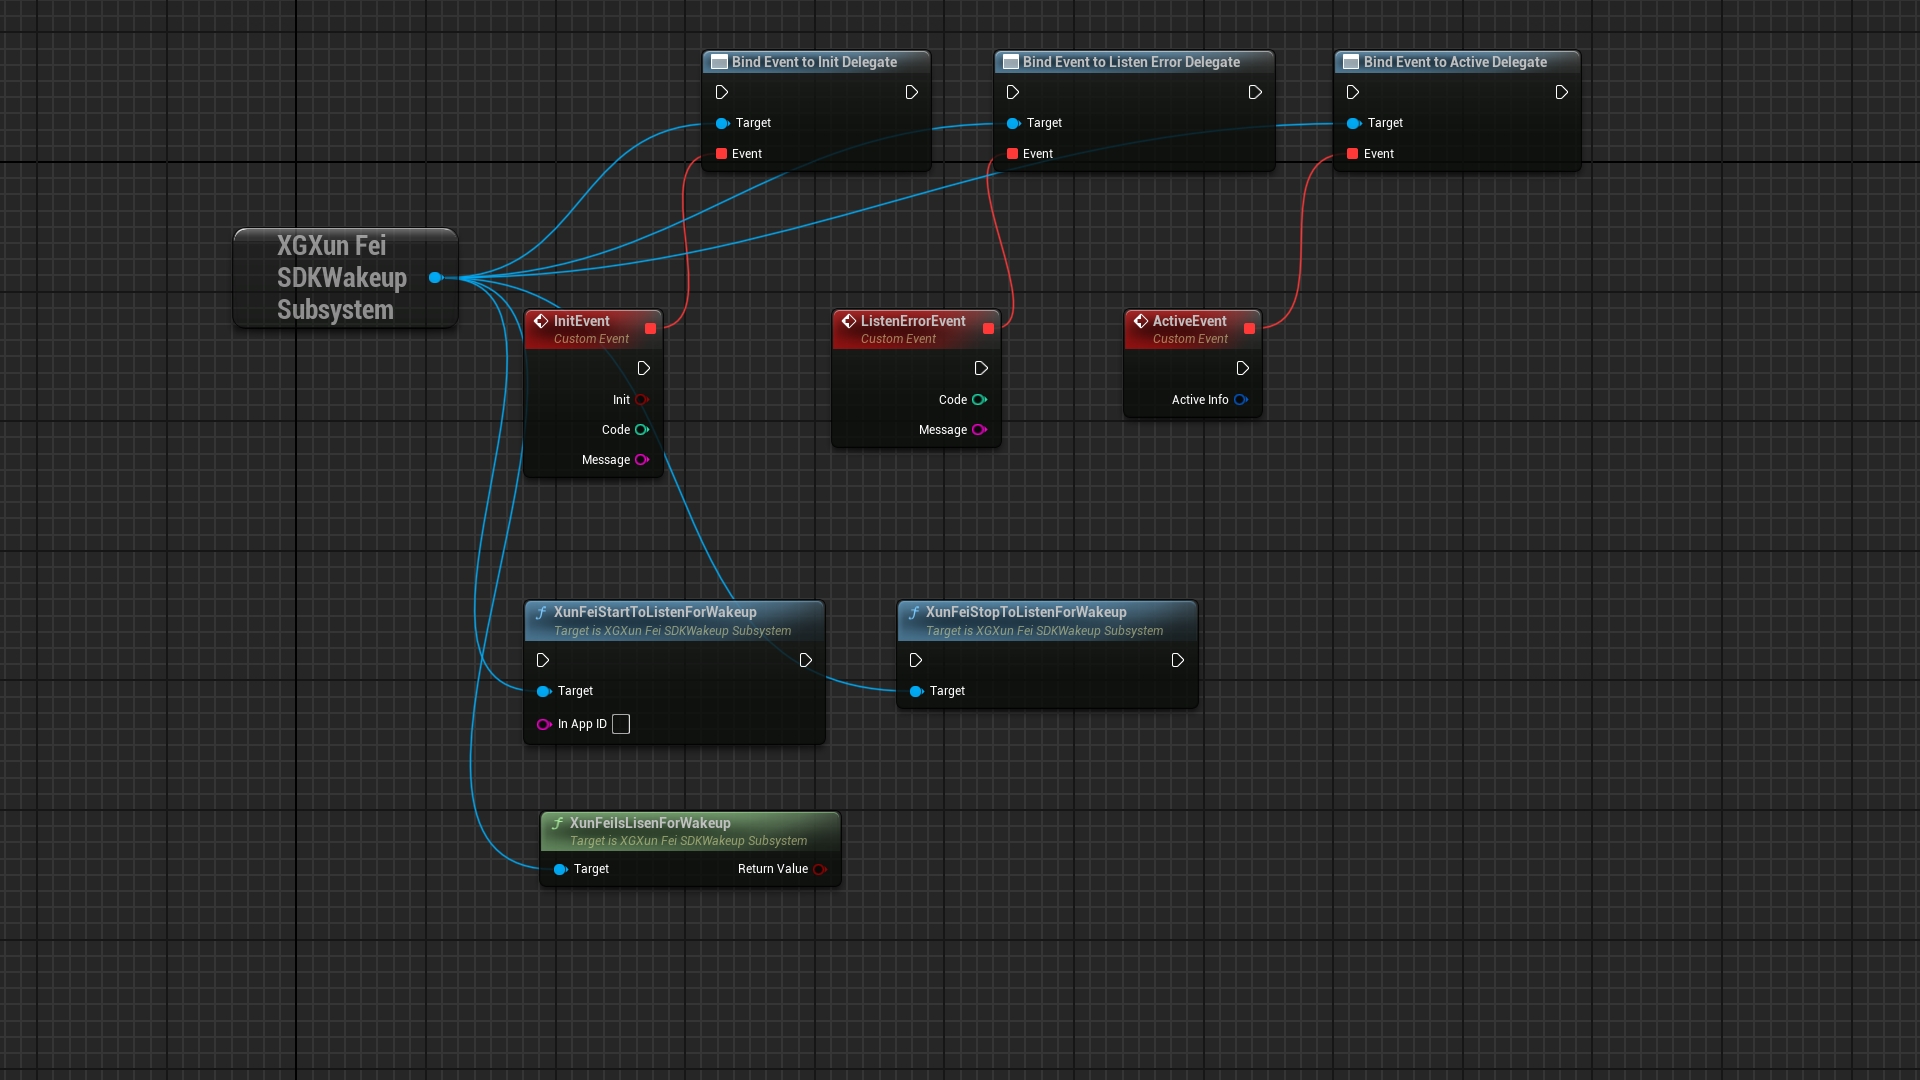 Bind Event to Init Delegate
Target
Event
Bind Event to Listen Error Delegate
Target
Event
Bind Event to Active Delegate
Target
Event
XGXun Fei
SDKWakeup
Subsystem
InitEvent
Custom Event
Init
Code
Message
ListenErrorEvent
Custom Event
Code
Message
ActiveEvent
Custom Event
Active Info
XunFeiStartToListenForWakeup
Target is XGXun Fei SDKWakeup Subsystem
Target
In App ID
XunFeiStopToListenForWakeup
Target is XGXun Fei SDKWakeup Subsystem
Target
XunFeiIsLisenForWakeup
Target is XGXun Fei SDKWakeup Subsystem
Target Return Value